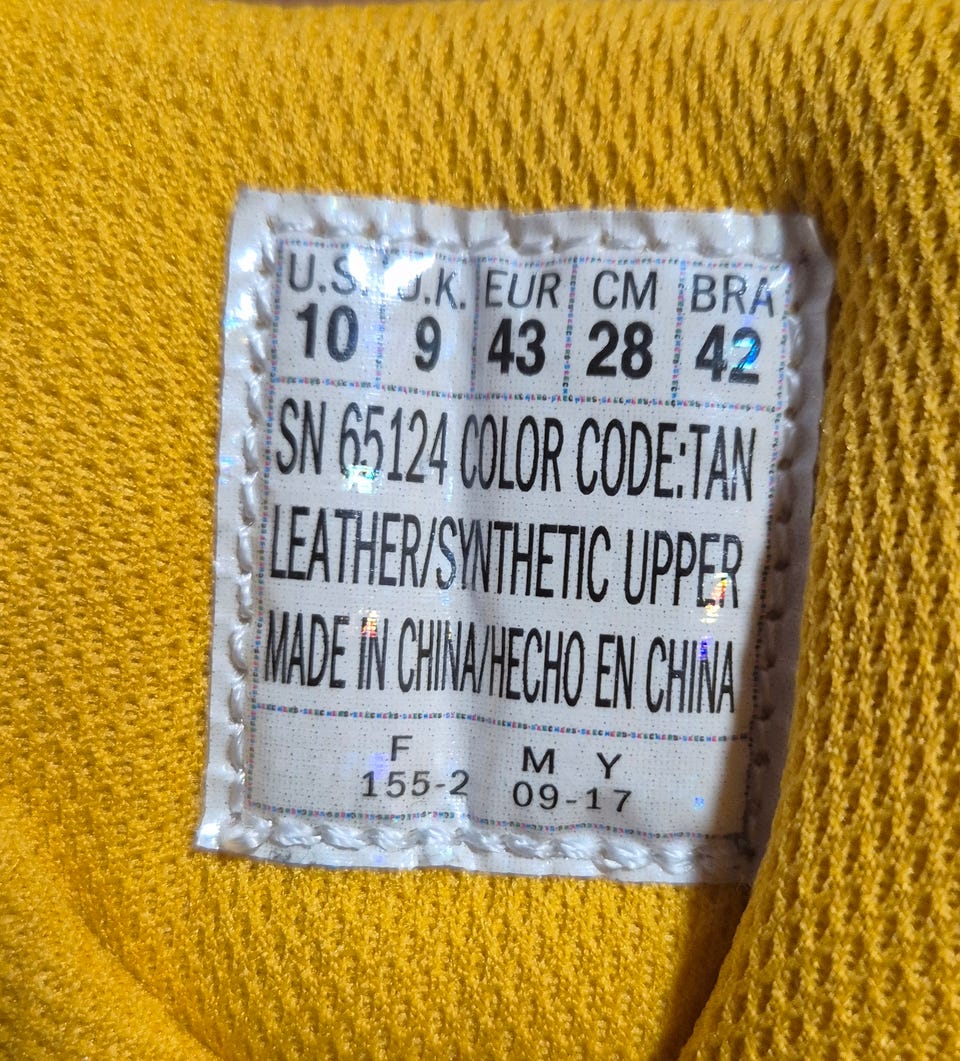 U.S. U.K. EUR CM BRA
10 9 43 28 42
SN 65124 COLOR CODE:TAN
LEATHER/SYNTHETIC UPPER
MADE IN CHINA/HECHO EN CHINA
F M Y
155-2 09-17